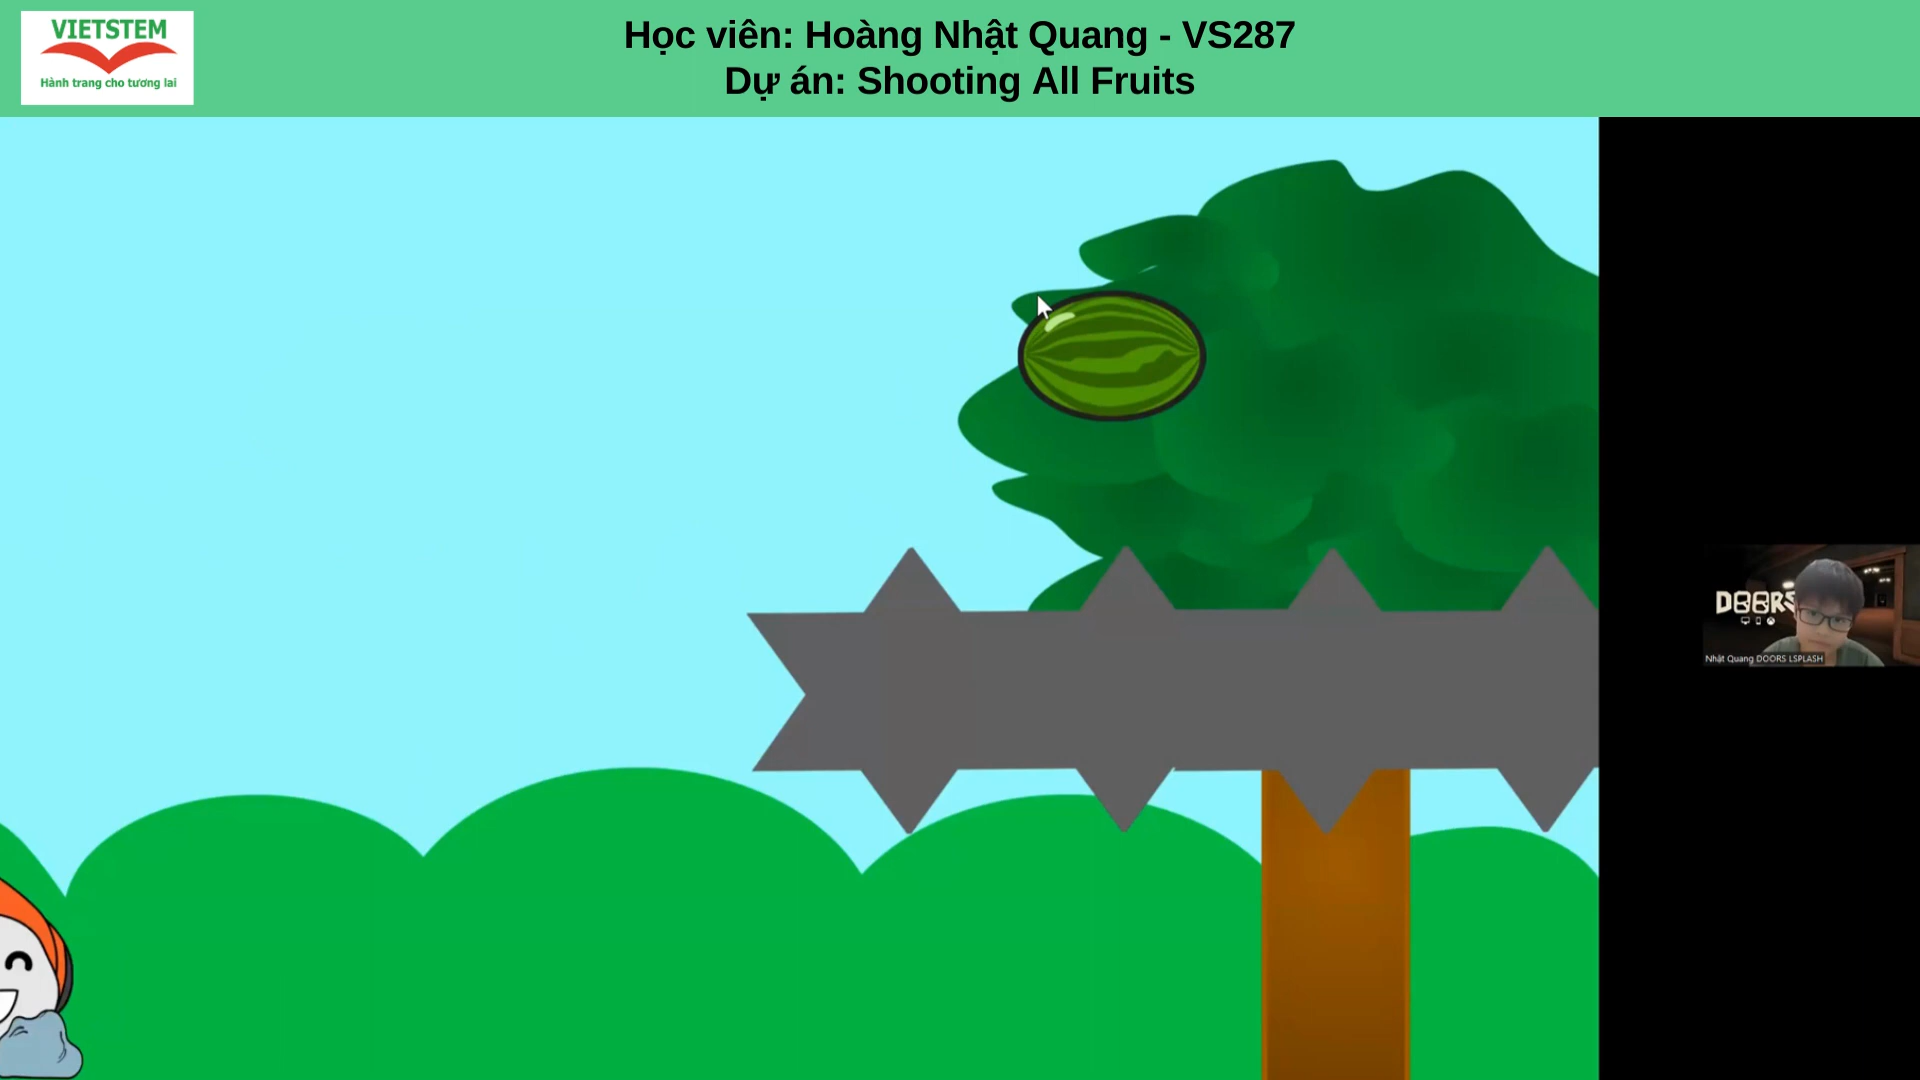 VIETSTEM
Hành trang cho tương lai
Học viên: Hoàng Nhật Quang - VS287
Dự án: Shooting All Fruits
DOORS
Nhật Quang DOORS LSPLASH